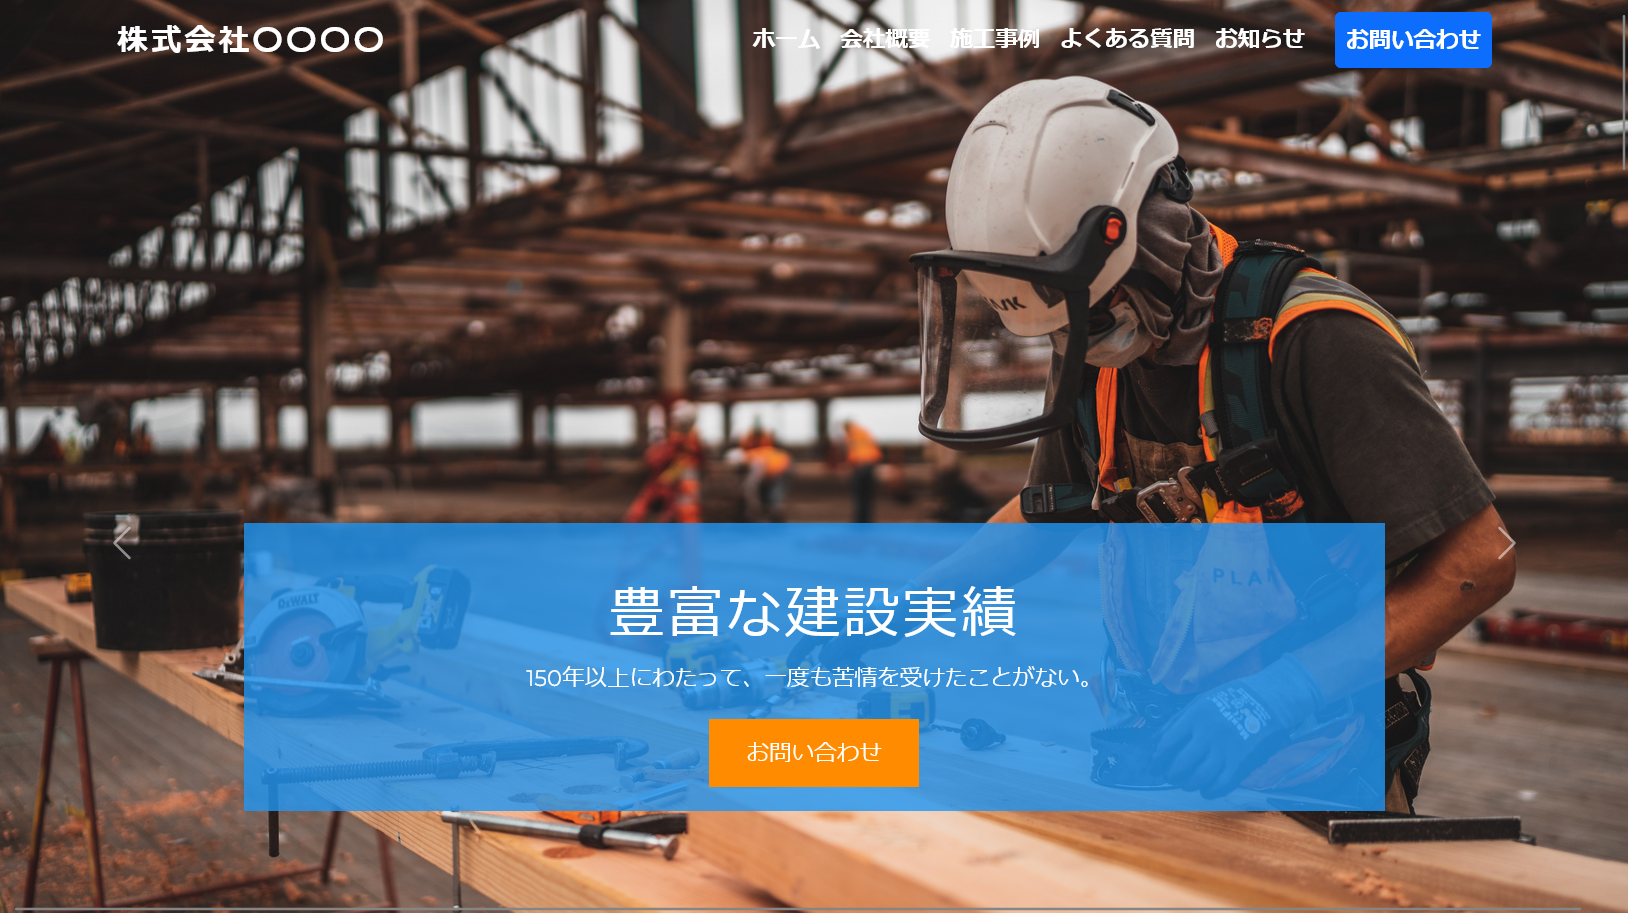 株式会社〇〇〇〇
ホーム 会社概要 施工事例 よくある質問 お知らせ お問い合わせ
VK
PLA
DEWALT
豊富な建設実績
150年以上にわたって、一度も苦情を受けたことがない。
お問い合わせ